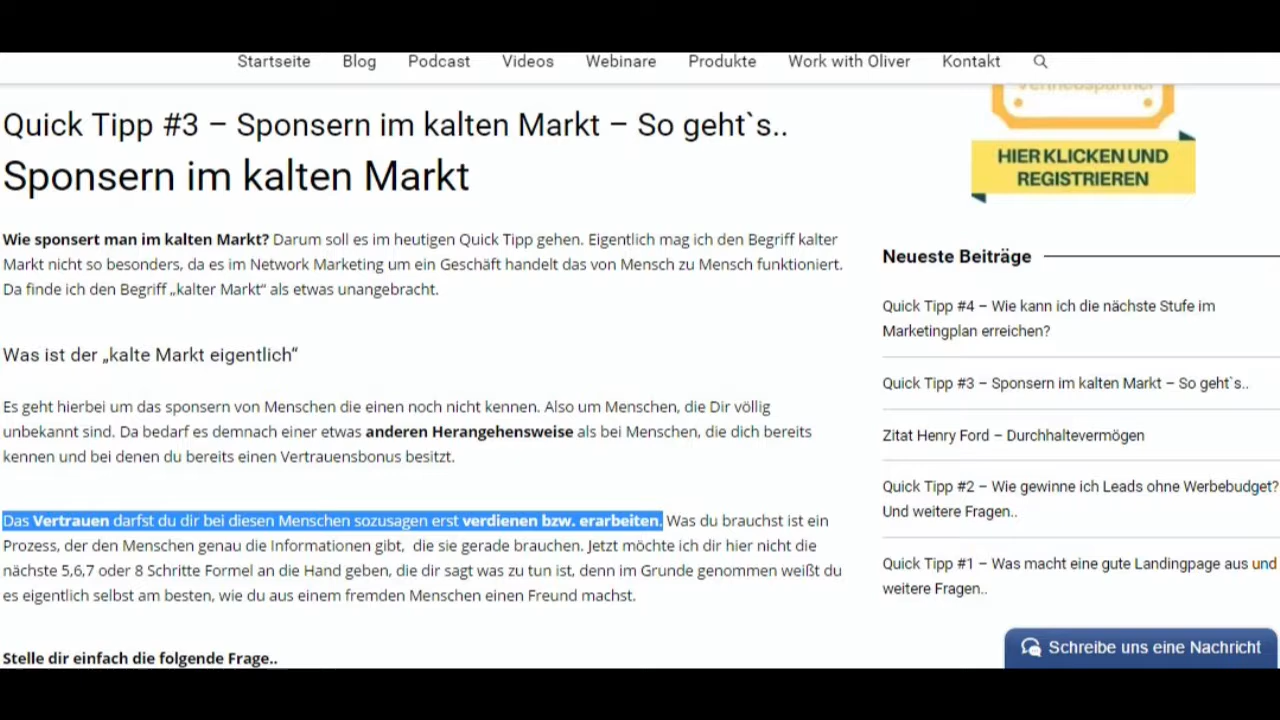 Startseite Blog Podcast Videos Webinare Produkte Work with Oliver Kontakt
Quick Tipp #3 – Sponsern im kalten Markt – So geht`s..
Sponsern im kalten Markt
Wie sponsert man im kalten Markt? Darum soll es im heutigen Quick Tipp gehen. Eigentlich mag ich den Begriff kalter
Markt nicht so besonders, da es im Network Marketing um ein Geschäft handelt das von Mensch zu Mensch funktioniert.
Da finde ich den Begriff „kalter Markt“ als etwas unangebracht.
Was ist der „kalte Markt eigentlich“
Es geht hierbei um das sponsern von Menschen die einen noch nicht kennen. Also um Menschen, die Dir völlig
unbekannt sind. Da bedarf es demnach einer etwas anderen Herangehensweise als bei Menschen, die dich bereits
kennen und bei denen du bereits einen Vertrauensbonus besitzt.
Das Vertrauen darfst du dir bei diesen Menschen sozusagen erst verdienen bzw. erarbeiten. Was du brauchst ist ein
Prozess, der den Menschen genau die Informationen gibt, die sie gerade brauchen. Jetzt möchte ich dir hier nicht die
nächste 5,6,7 oder 8 Schritte Formel an die Hand geben, die dir sagt was zu tun ist, denn im Grunde genommen weißt du
es eigentlich selbst am besten, wie du aus einem fremden Menschen einen Freund machst.
Stelle dir einfach die folgende Frage..
Vertriebspartner
HIER KLICKEN UND
REGISTRIEREN
Neueste Beiträge
Quick Tipp #4 – Wie kann ich die nächste Stufe im
Marketingplan erreichen?
Quick Tipp #3 – Sponsern im kalten Markt – So geht`s..
Zitat Henry Ford – Durchhaltevermögen
Quick Tipp #2 – Wie gewinne ich Leads ohne Werbebudget?
Und weitere Fragen..
Quick Tipp #1 – Was macht eine gute Landingpage aus und
weitere Fragen..
Schreibe uns eine Nachricht